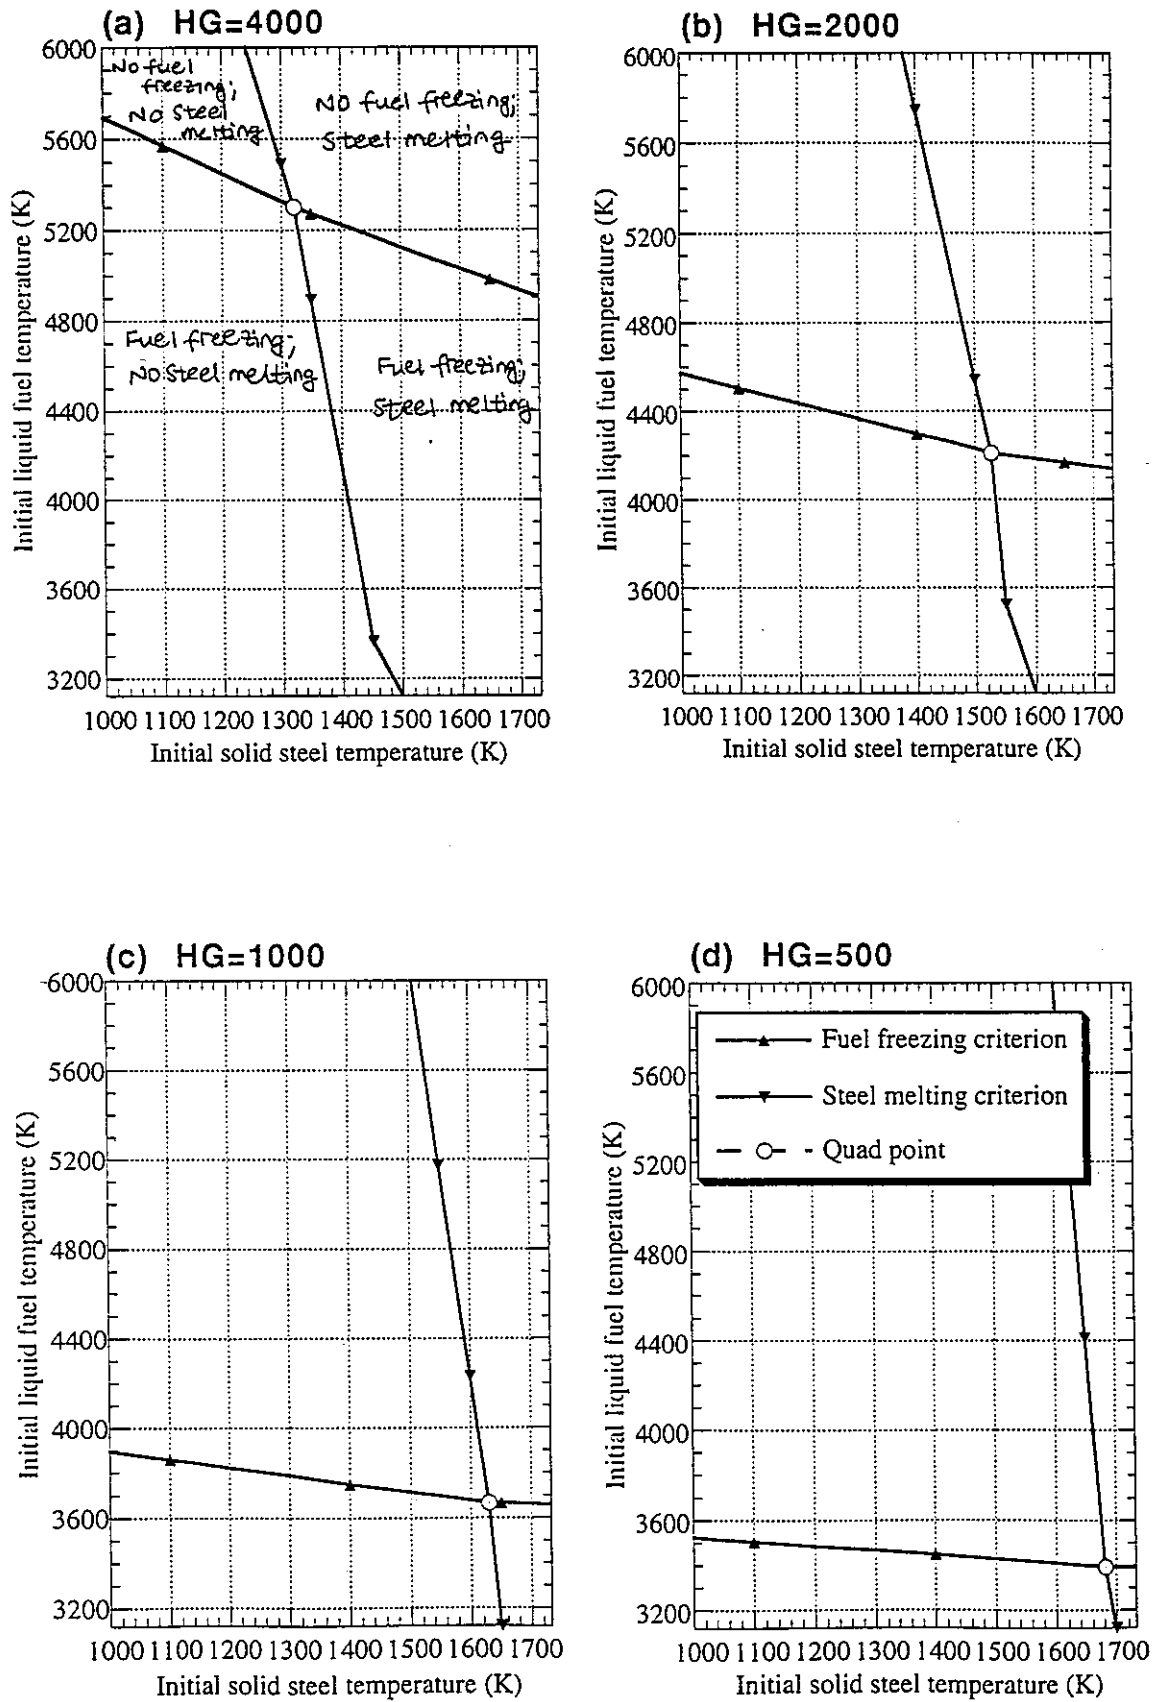 (a) HG=4000
6000
5600
5200
4800
4400
4000
3600
3200
Initial liquid fuel temperature (K)
No fuel
freezing;
No Steel
melting
No fuel freezing;
Steel melting
Fuel freezing;
No Steel melting
Fuel freezing;
Steel melting
1000 1100 1200 1300 1400 1500 1600 1700
Initial solid steel temperature (K)
(b) HG=2000
6000
5600
5200
4800
4400
4000
3600
3200
Initial liquid fuel temperature (K)
1000 1100 1200 1300 1400 1500 1600 1700
Initial solid steel temperature (K)
(c) HG=1000
6000
5600
5200
4800
4400
4000
3600
3200
Initial liquid fuel temperature (K)
1000 1100 1200 1300 1400 1500 1600 1700
Initial solid steel temperature (K)
(d) HG=500
6000
5600
5200
4800
4400
4000
3600
3200
Initial liquid fuel temperature (K)
Fuel freezing criterion
Steel melting criterion
Quad point
1000 1100 1200 1300 1400 1500 1600 1700
Initial solid steel temperature (K)